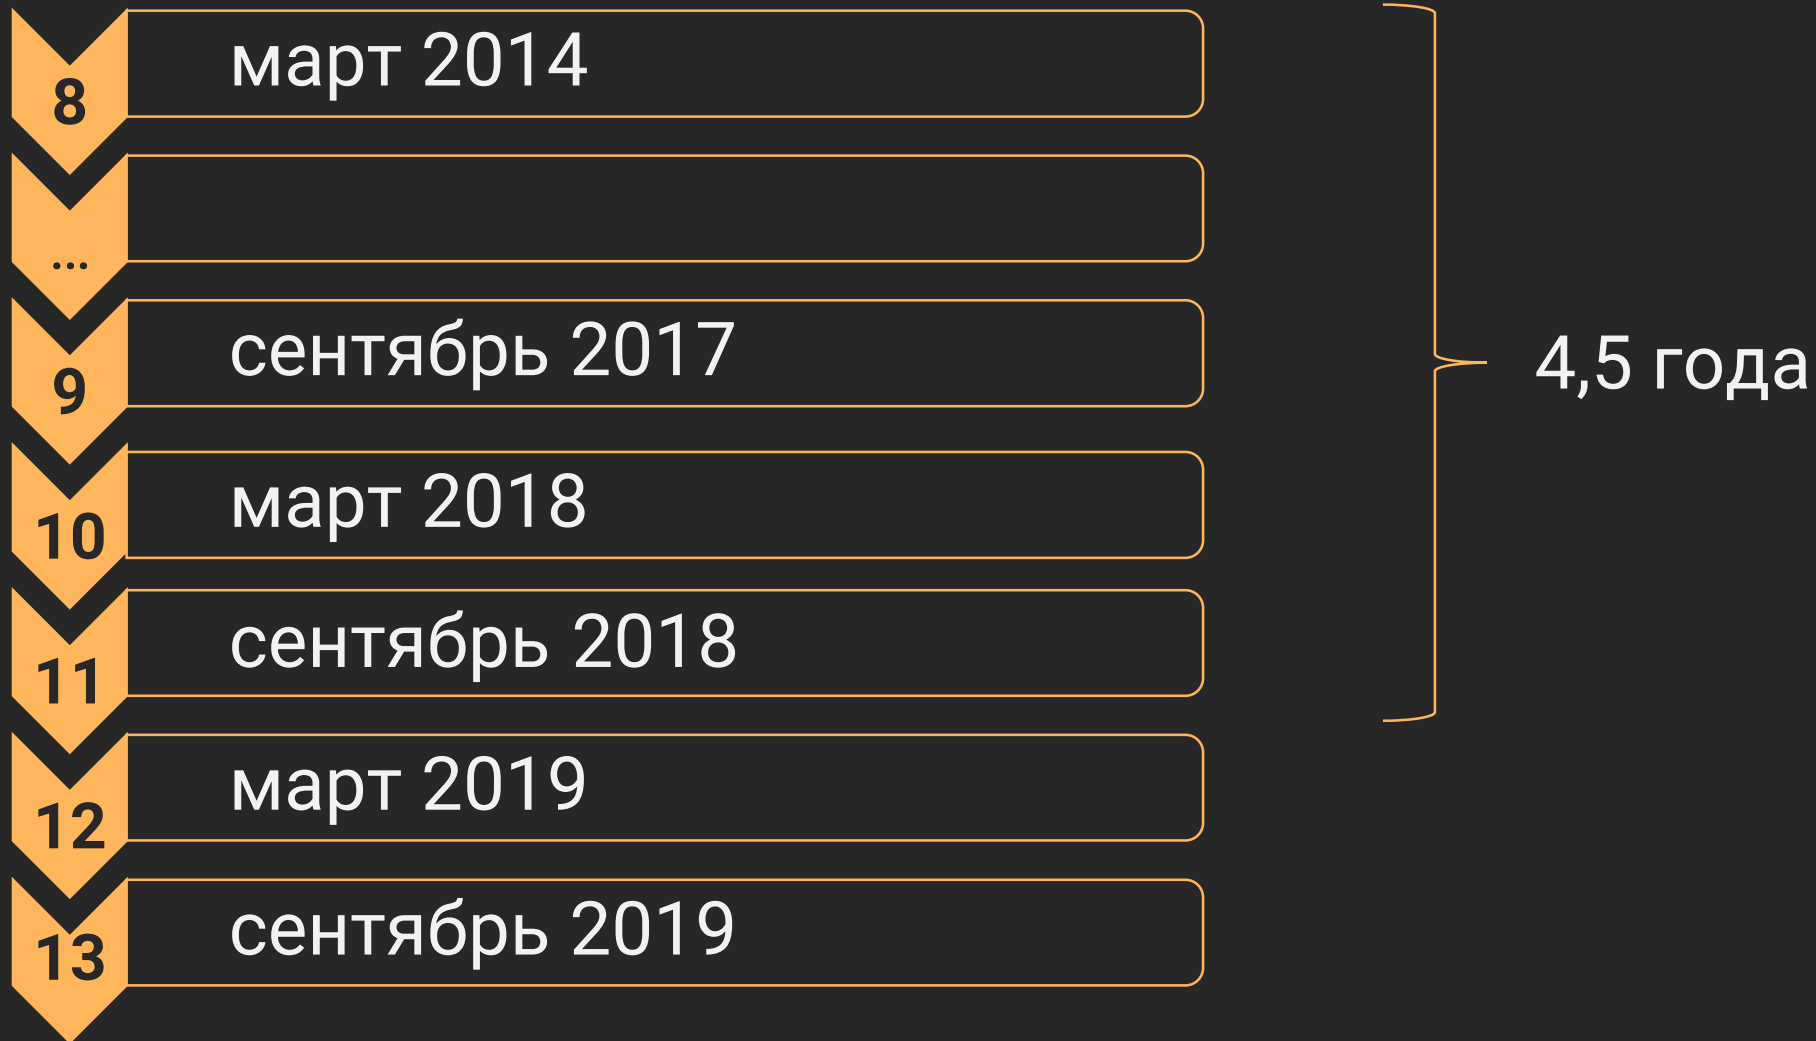 8
март 2014
...
9
сентябрь 2017
10
март 2018
11
сентябрь 2018
12
март 2019
13
сентябрь 2019
4,5 года